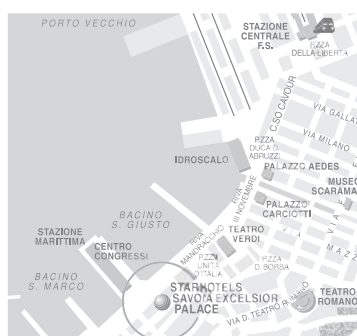 PORTO VECCHIO
STAZIONE
CENTRALE
F.S.
P.ZZA
DELLA LIBERTÀ
C.SO CAVOUR
VIA GALLAT
VIA MILANO
P.ZZA
DUCA D.
ABRUZZI
IDROSCALO
PALAZZO AEDES
MUSEO
SCARAMA
RIVA
III NOVEMBRE
PALAZZO
CARCIOTTI
BACINO
S. GIUSTO
STAZIONE
MARITTIMA
CENTRO
CONGRESSI
RIVA
MANDRACCHIO
TEATRO
VERDI
VIALE
MAZZ
P.ZZA
UNITÀ
D'ITALIA
P.ZZA
D. BORSA
BACINO
S. MARCO
STARHOTELS
SAVOIA EXCELSIOR
PALACE
TEATRO
ROMANO
VIA D. TEATRO ROMANO